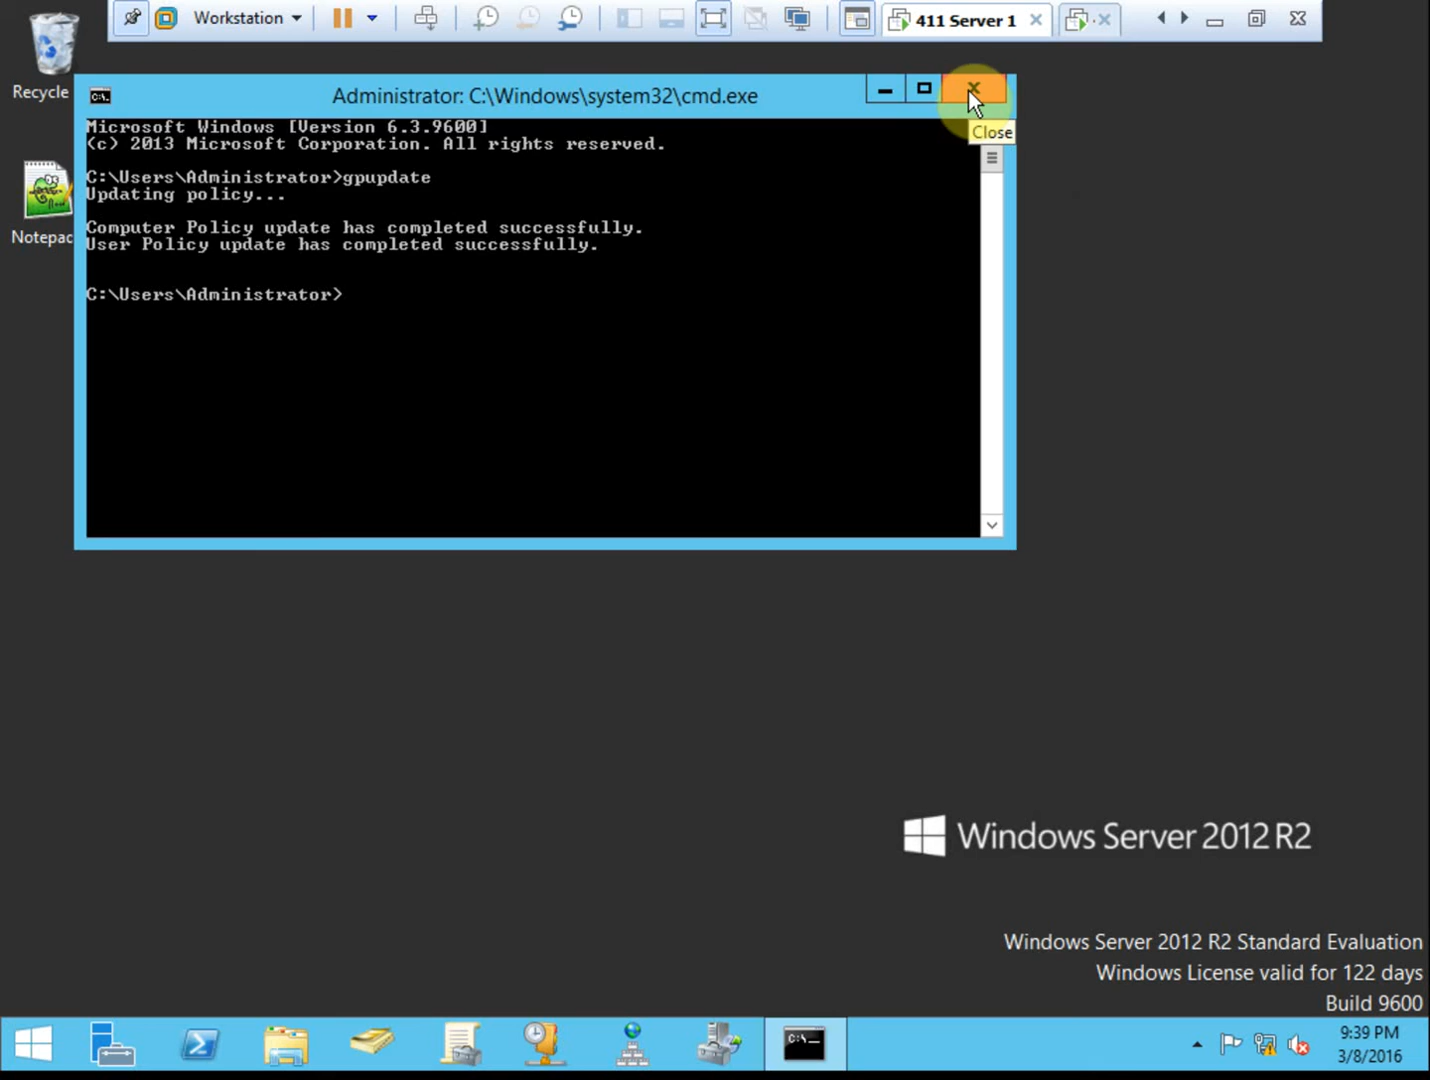 Workstation
411 Server 1
Recycle
Administrator: C:\Windows\system32\cmd.exe
Close
Microsoft Windows [Version 6.3.9600]
(c) 2013 Microsoft Corporation. All rights reserved.
C:\Users\Administrator>gpupdate
Updating policy...
Computer Policy update has completed successfully.
User Policy update has completed successfully.
C:\Users\Administrator>
Notepac
Windows Server 2012 R2
Windows Server 2012 R2 Standard Evaluation
Windows License valid for 122 days
Build 9600
9:39 PM
3/8/2016